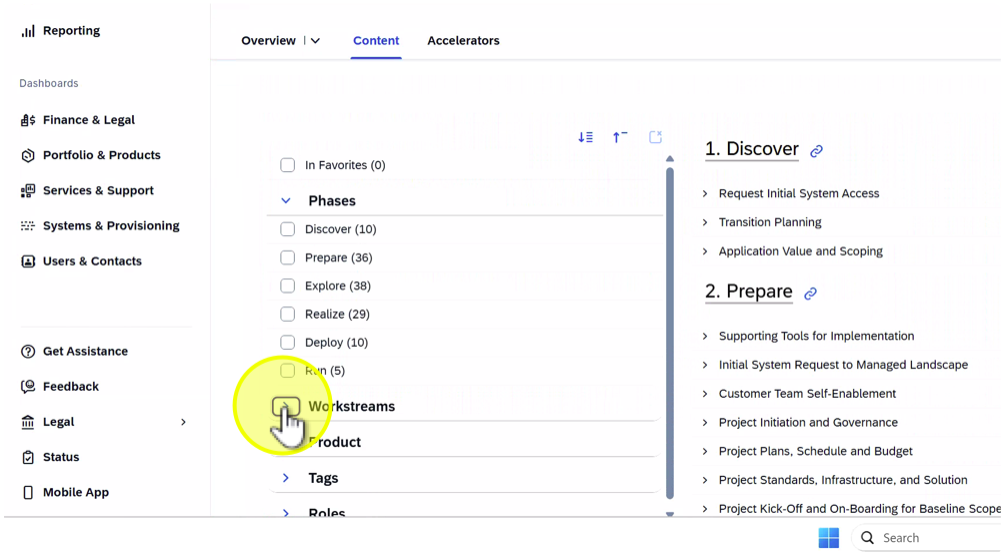 Reporting
Dashboards
Finance & Legal
Portfolio & Products
Services & Support
Systems & Provisioning
Users & Contacts
Get Assistance
Feedback
Legal
Status
Mobile App
Overview
Content
Accelerators
In Favorites (0)
Phases
Discover (10)
Prepare (36)
Explore (38)
Realize (29)
Deploy (10)
Run (5)
Workstreams
Product
Tags
Roles
1. Discover
Request Initial System Access
Transition Planning
Application Value and Scoping
2. Prepare
Supporting Tools for Implementation
Initial System Request to Managed Landscape
Customer Team Self-Enablement
Project Initiation and Governance
Project Plans, Schedule and Budget
Project Standards, Infrastructure, and Solution
Project Kick-Off and On-Boarding for Baseline Scope
Search